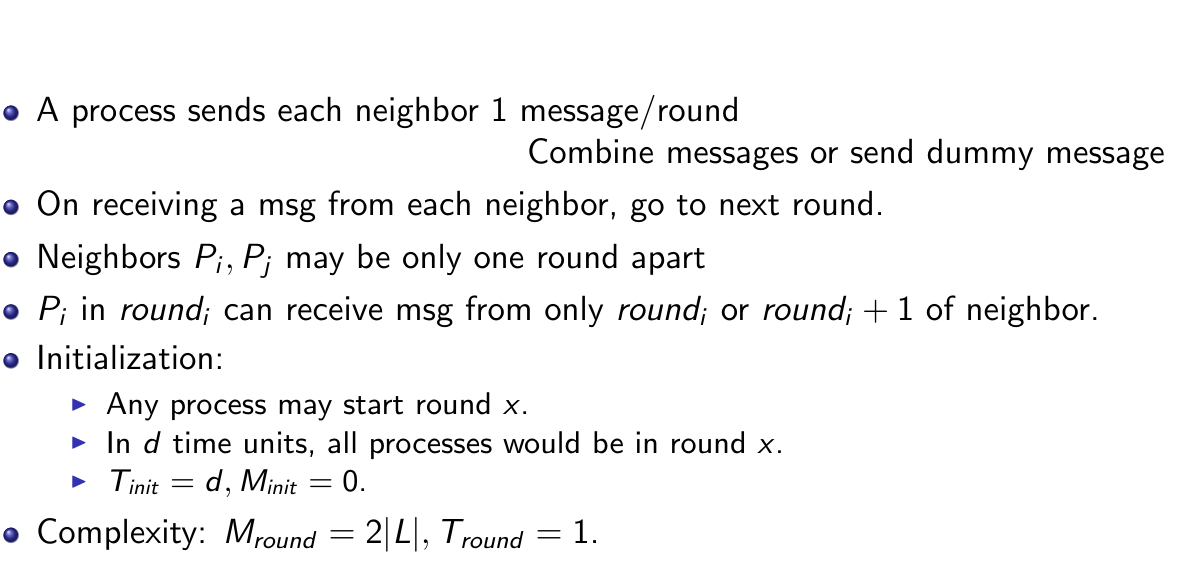 A process sends each neighbor 1 message/round
Combine messages or send dummy message
On receiving a msg from each neighbor, go to next round.
Neighbors P_i, P_j may be only one round apart
P_i in round_i can receive msg from only round_i or round_i + 1 of neighbor.
Initialization:
Any process may start round x.
In d time units, all processes would be in round x.
T_init = d, M_init = 0.
Complexity: M_round = 2|L|, T_round = 1.